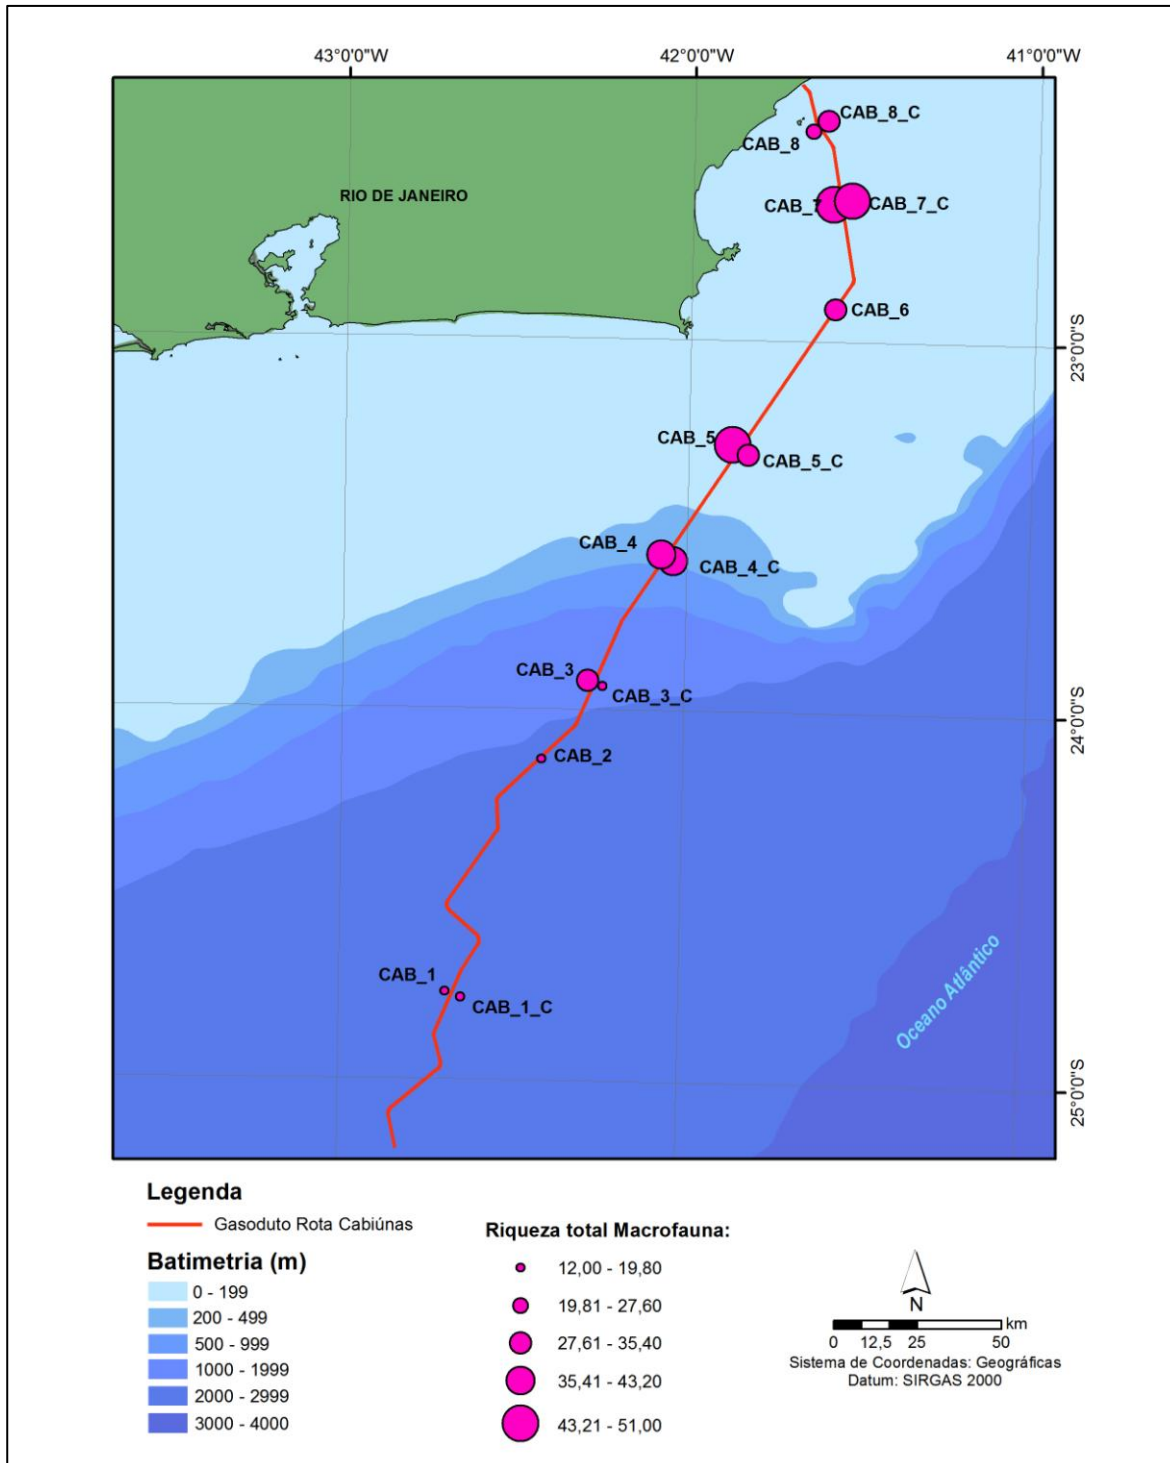 43°0'0"W
42°0'0"W
41°0'0"W
CAB_8_C
CAB_8
RIO DE JANEIRO
CAB_7
CAB_7_C
CAB_6
23°0'0"S
CAB_5
CAB_5_C
CAB_4
CAB_4_C
CAB_3
CAB_3_C
24°0'0"S
CAB_2
CAB_1
CAB_1_C
Oceano Atlântico
25°0'0"S
Legenda
Gasoduto Rota Cabiúnas
Batimetria (m)
0 - 199
200 - 499
500 - 999
1000 - 1999
2000 - 2999
3000 - 4000
Riqueza total Macrofauna:
12,00 - 19,80
19,81 - 27,60
27,61 - 35,40
35,41 - 43,20
43,21 - 51,00
N
km
0 12,5 25 50
Sistema de Coordenadas: Geográficas
Datum: SIRGAS 2000